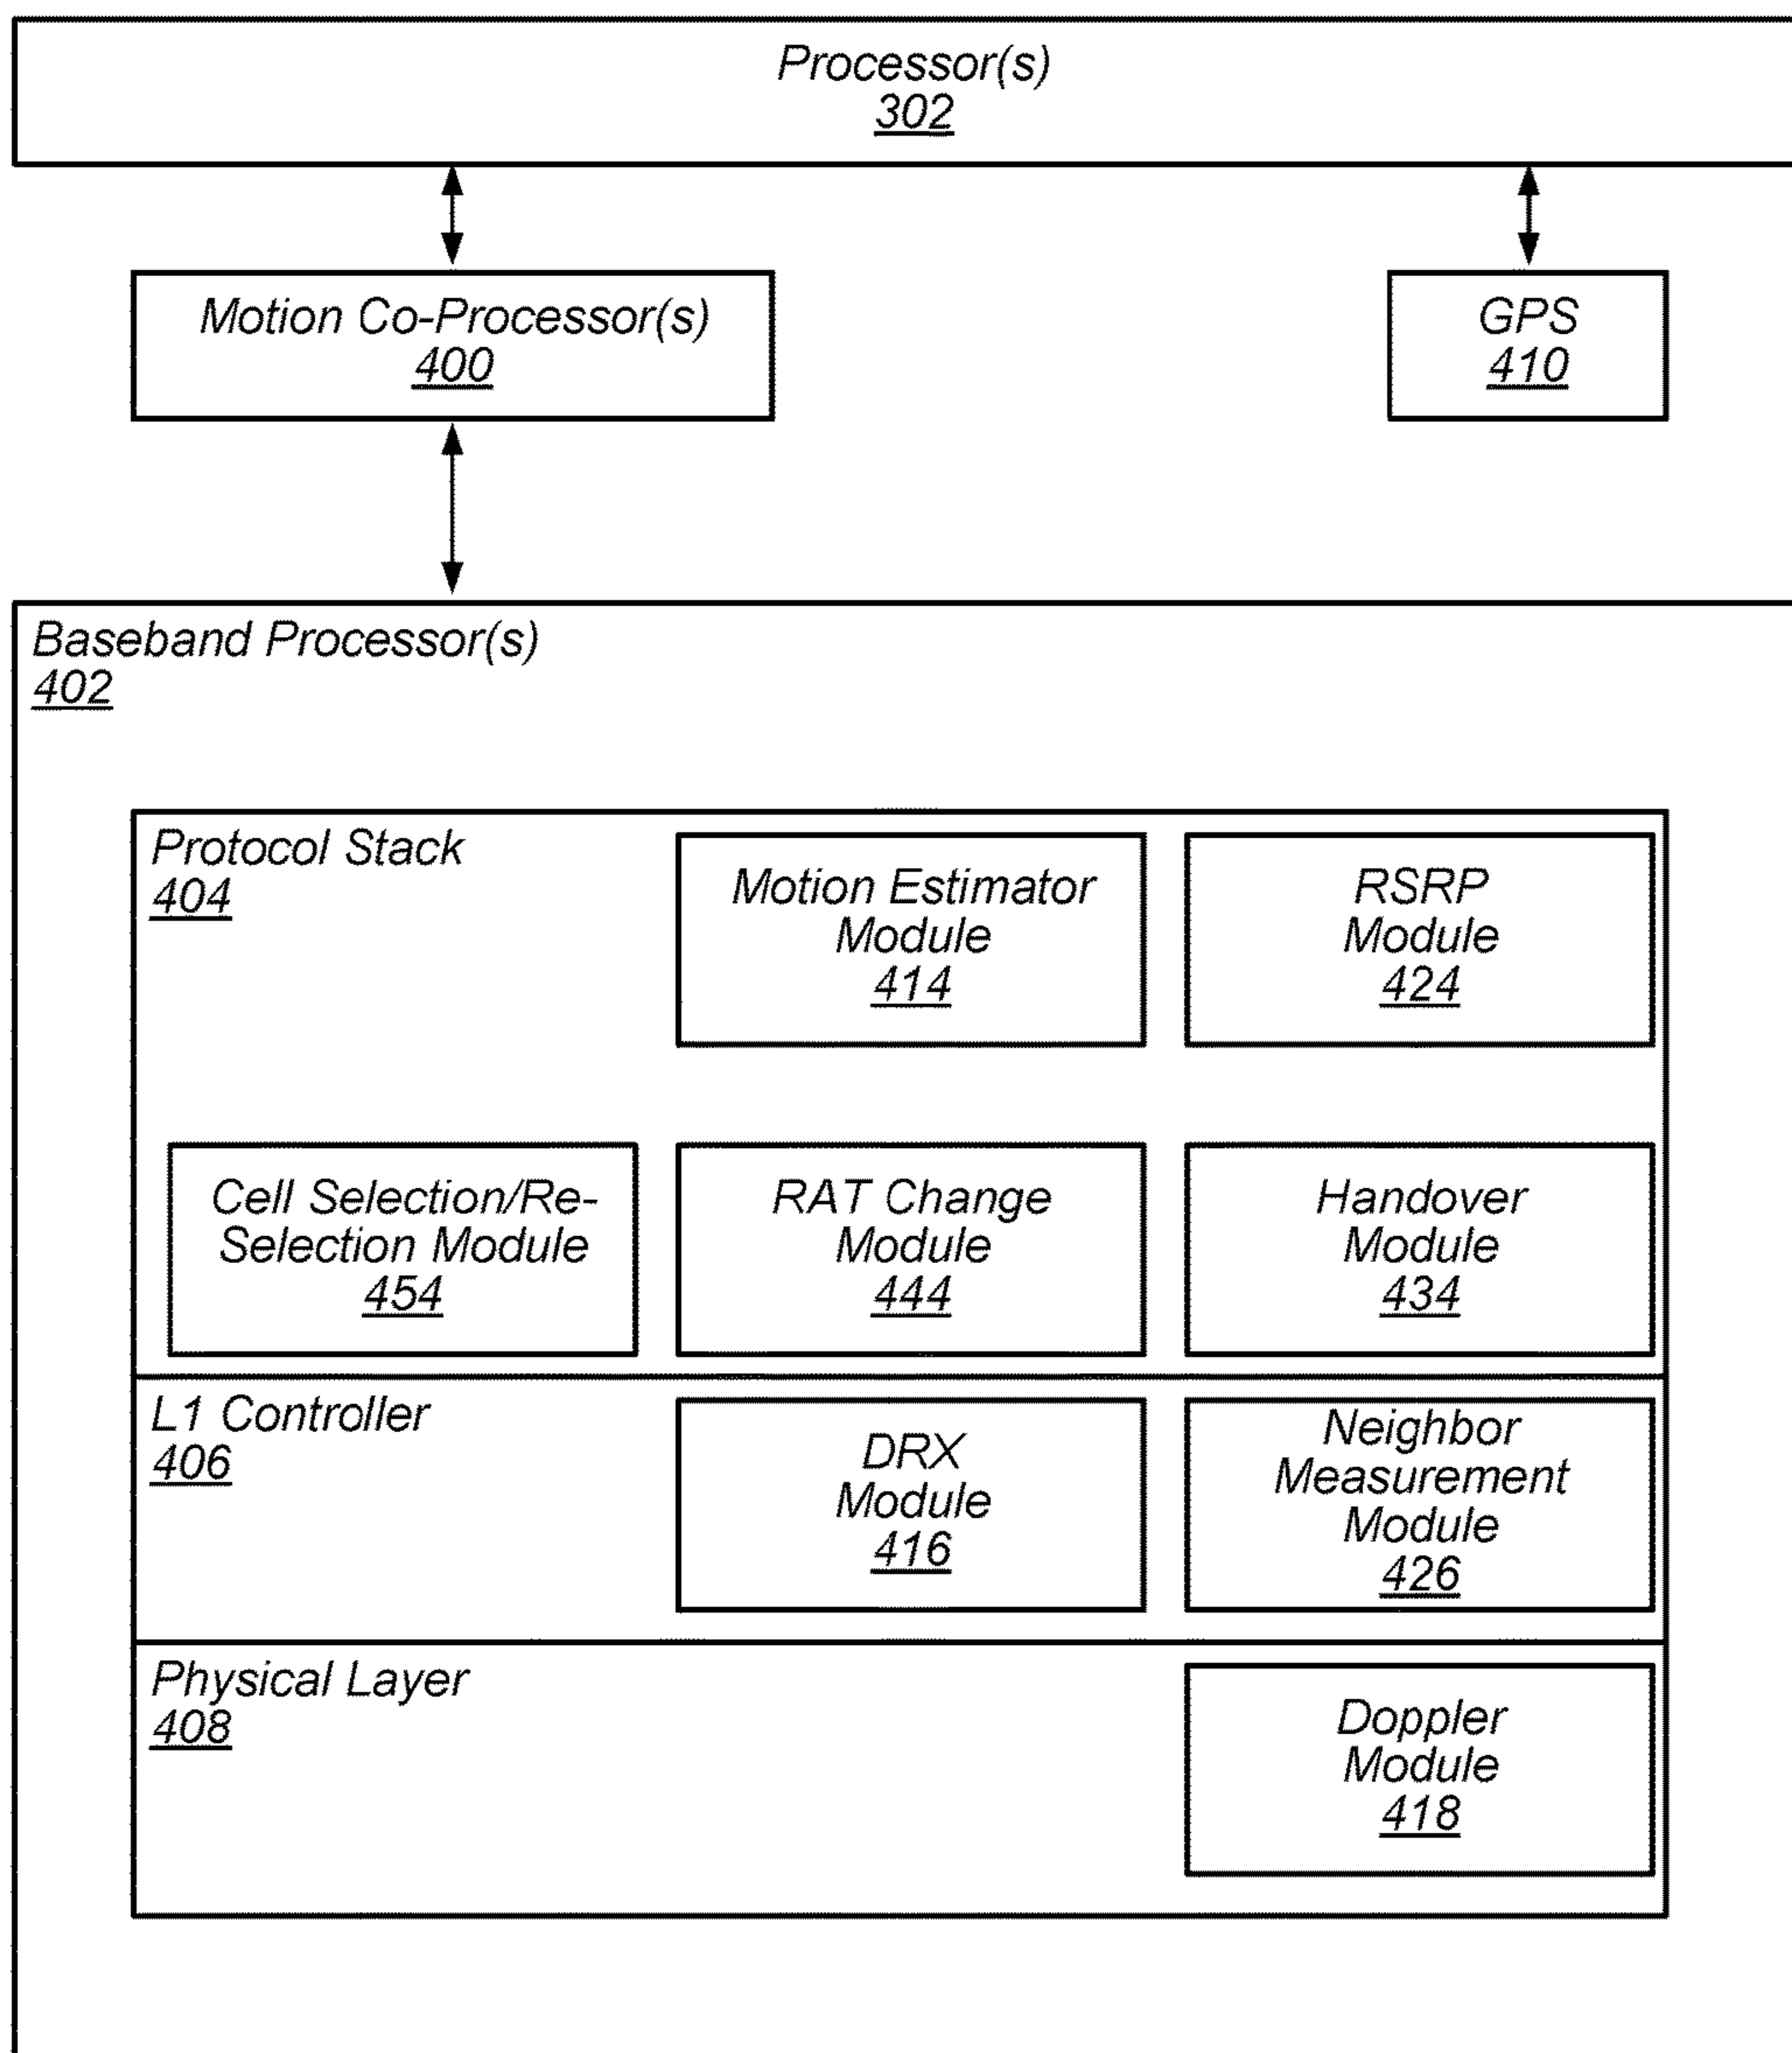 Processor(s)
302
Motion Co-Processor(s)
400
GPS
410
Baseband Processor(s)
402
Protocol Stack
404
Motion Estimator
Module
414
RSRP
Module
424
Cell Selection/Re-
Selection Module
454
RAT Change
Module
444
Handover
Module
434
L1 Controller
406
DRX
Module
416
Neighbor
Measurement
Module
426
Physical Layer
408
Doppler
Module
418